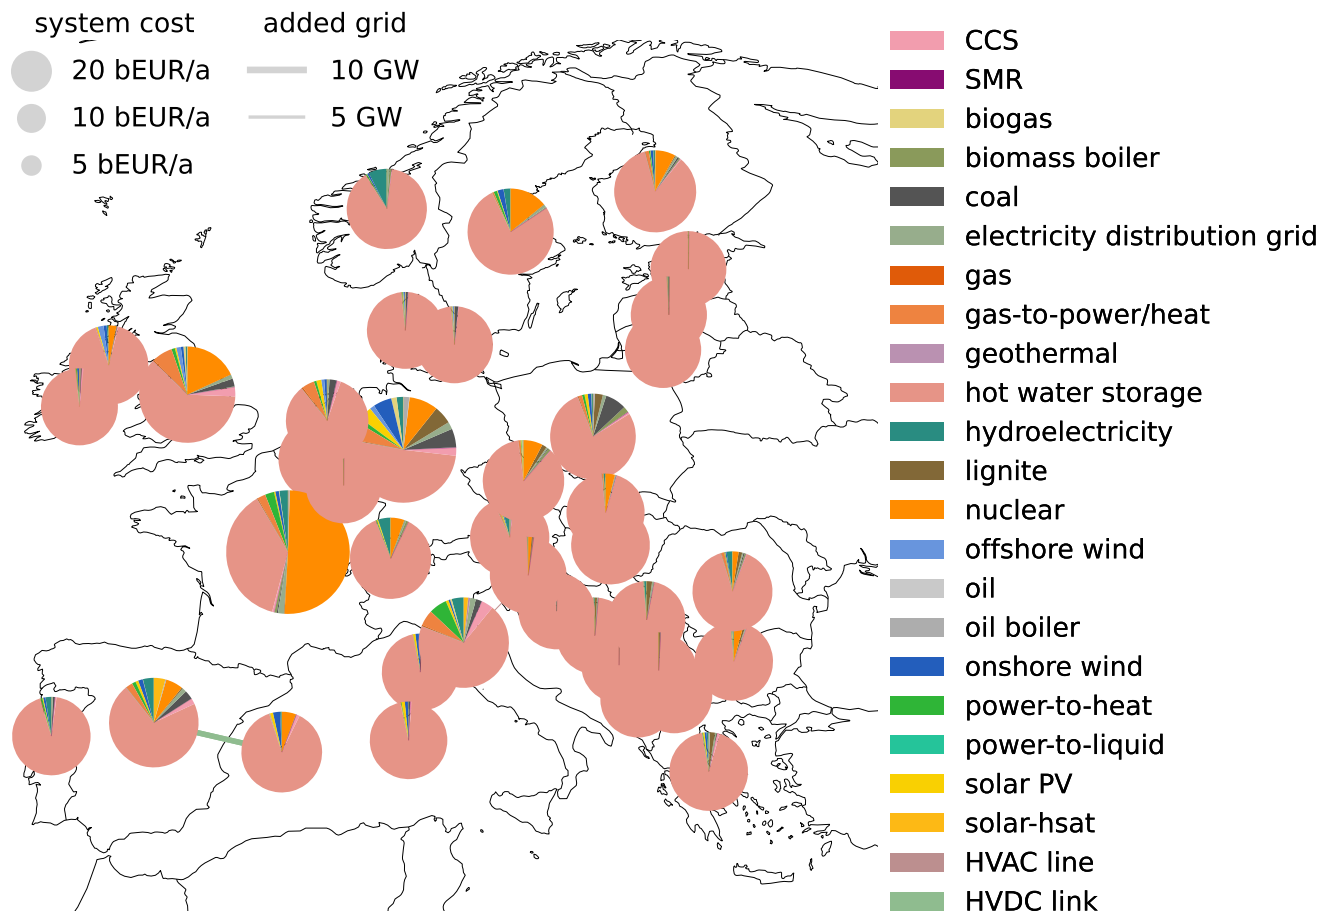 system cost
added grid
20 bEUR/a
10 GW
10 bEUR/a
5 GW
5 bEUR/a
CCS
SMR
biogas
biomass boiler
coal
electricity distribution grid
gas
gas-to-power/heat
geothermal
hot water storage
hydroelectricity
lignite
nuclear
offshore wind
oil
oil boiler
onshore wind
power-to-heat
power-to-liquid
solar PV
solar-hsat
HVAC line
HVDC link